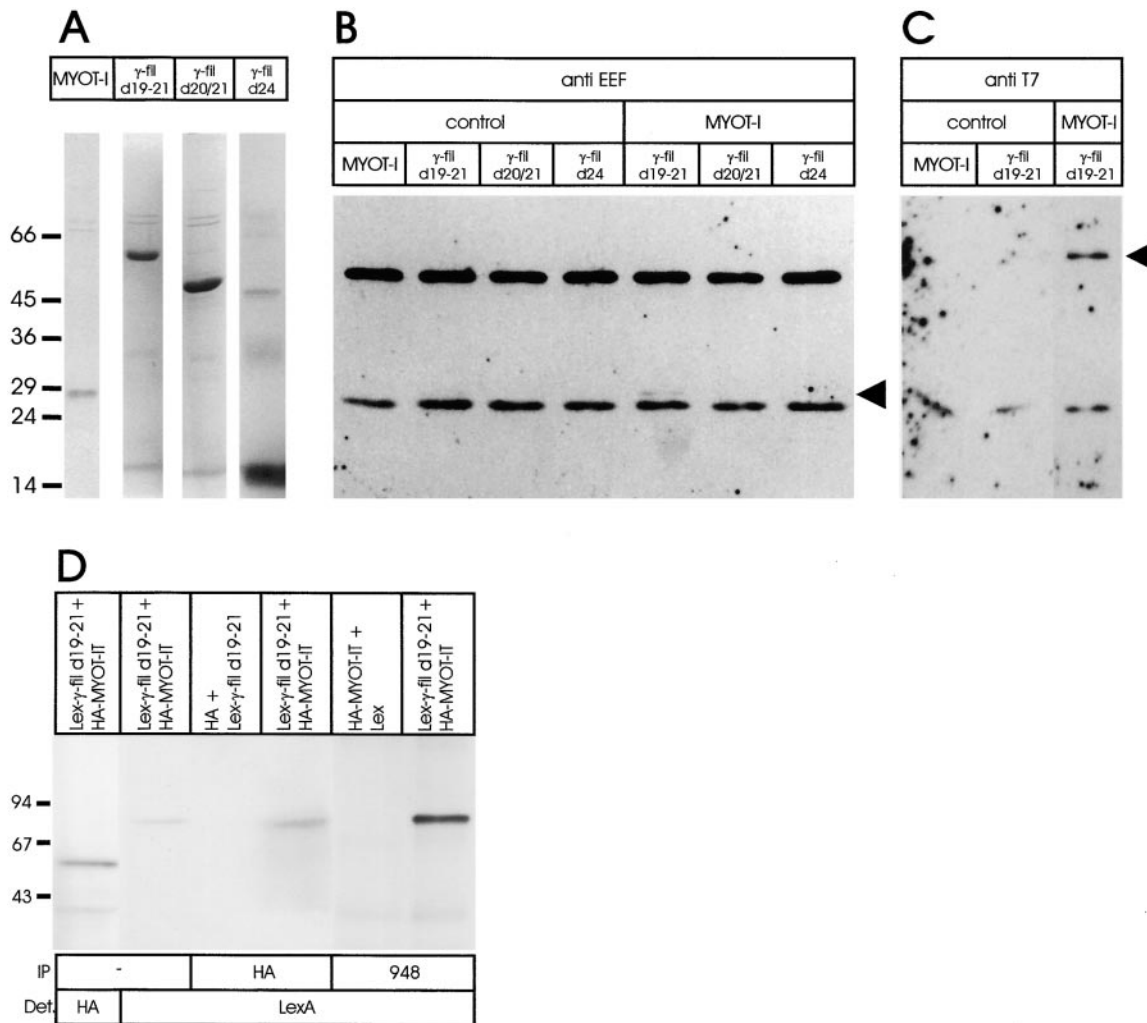 A
MYOT-I
γ-fil d19-21
γ-fil d20/21
γ-fil d24
66
45
36
29
24
14
B
anti EEF
control
MYOT-I
MYOT-I
γ-fil d19-21
γ-fil d20/21
γ-fil d24
γ-fil d19-21
γ-fil d20/21
γ-fil d24
C
anti T7
control
MYOT-I
MYOT-I
γ-fil d19-21
γ-fil d19-21
D
Lex-γ-fil d19-21 +
HA-MYOT-IT
Lex-γ-fil d19-21 +
HA-MYOT-IT
HA +
Lex-γ-fil d19-21
Lex-γ-fil d19-21 +
HA-MYOT-IT
HA-MYOT-IT +
Lex
Lex-γ-fil d19-21 +
HA-MYOT-IT
94
67
43
IP - HA 948
Det. HA LexA